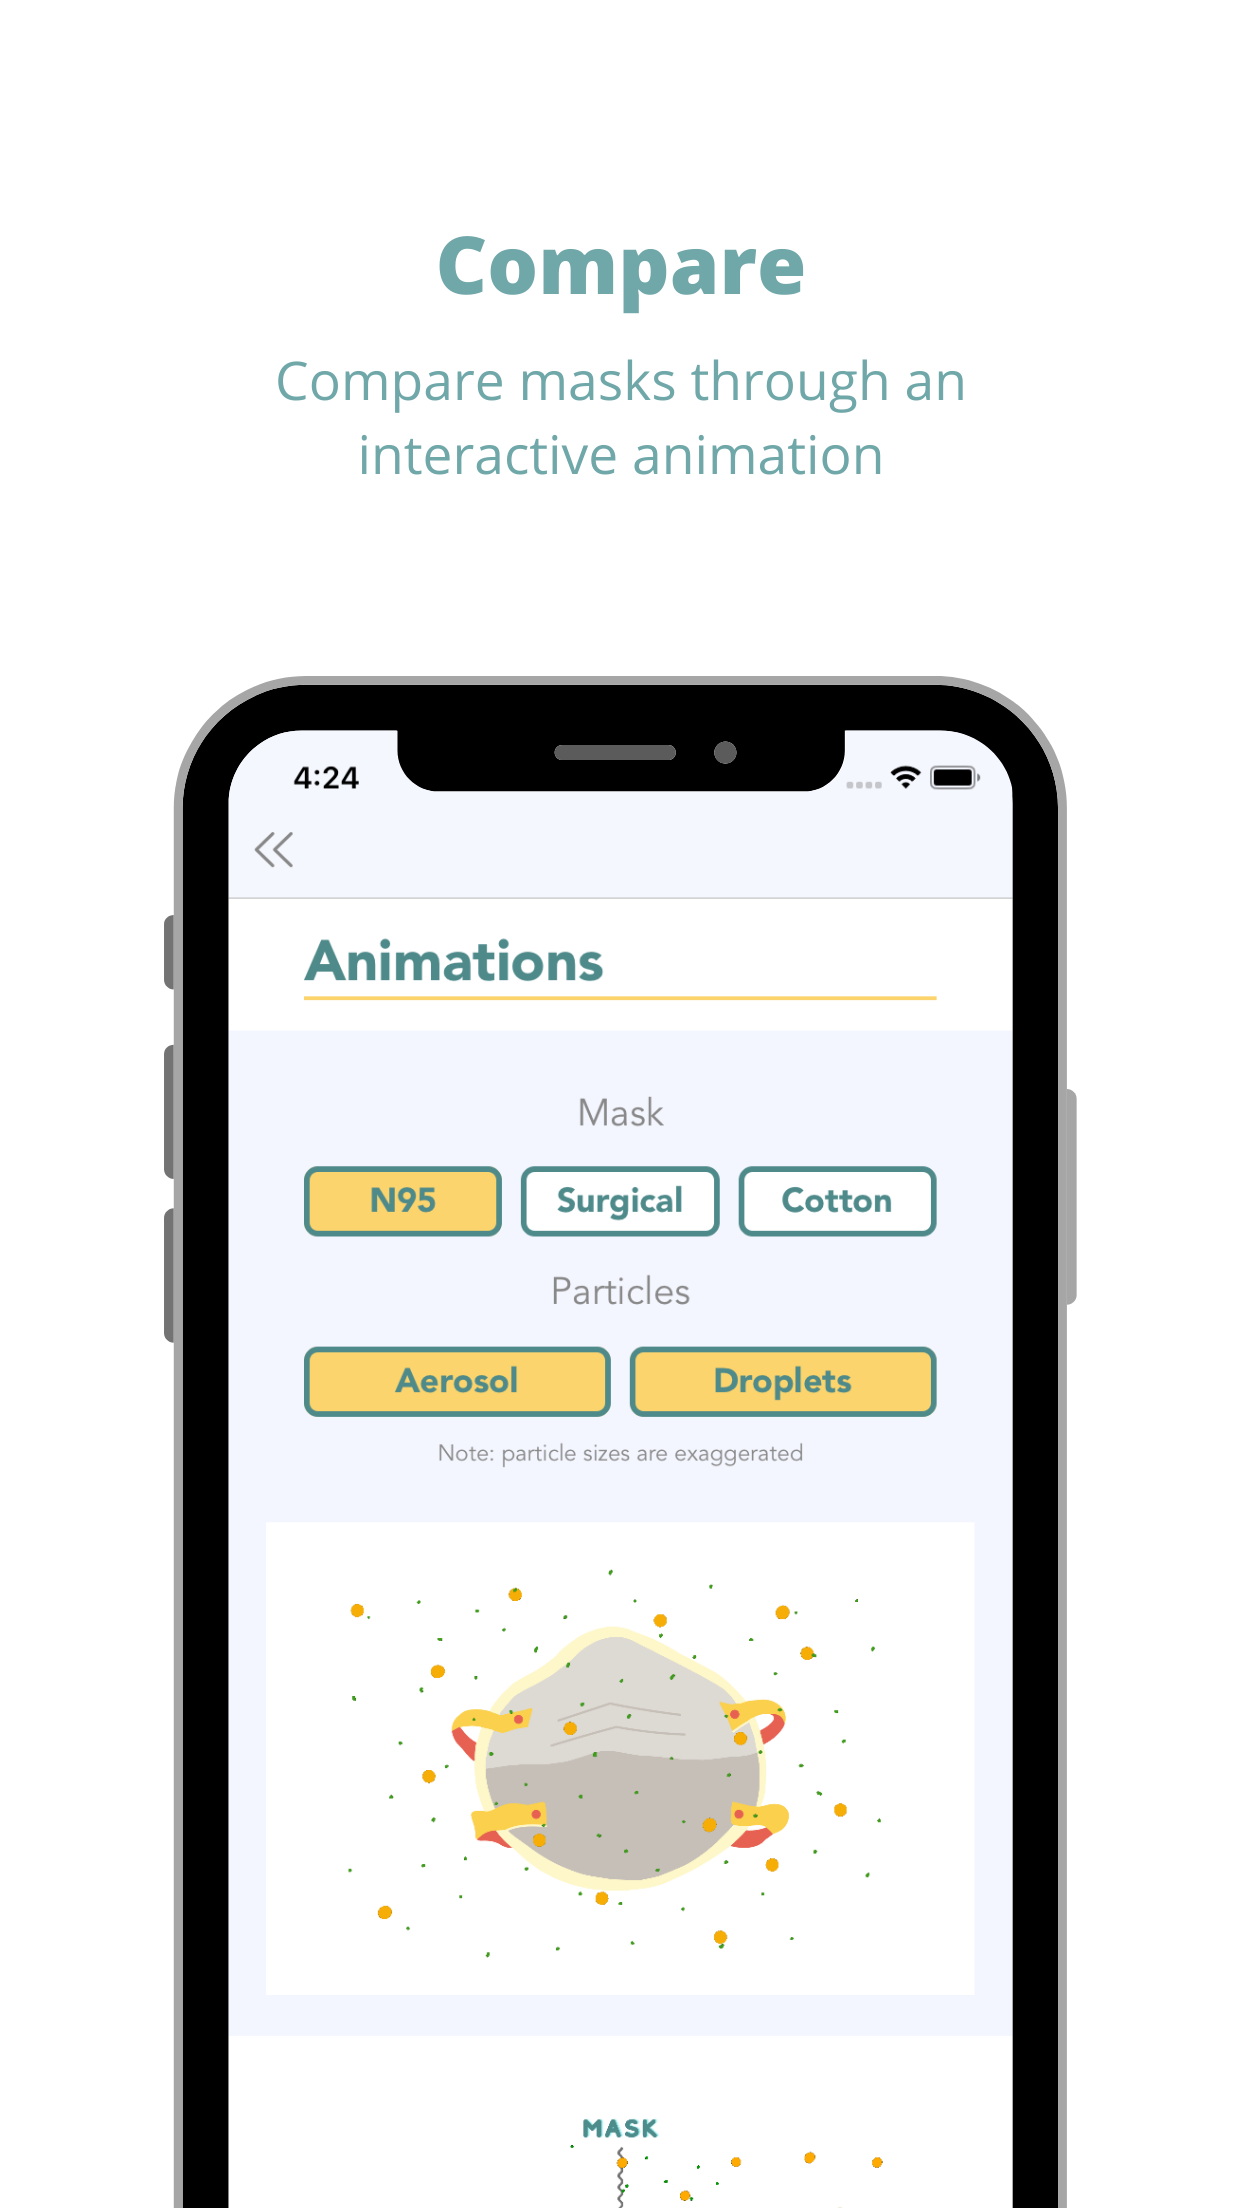 Compare
Compare masks through an
interactive animation
4:24
Animations
Mask
N95 Surgical Cotton
Particles
Aerosol Droplets
Note: particle sizes are exaggerated
MASK